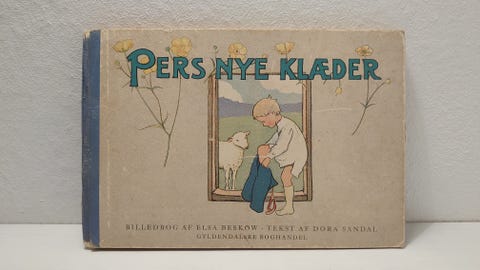 PERS NYE KLÆDER
BILLEDBOG AF ELSA BESKOW - TEKST AF DORA SANDAL
GYLDENDALSKE BOGHANDEL